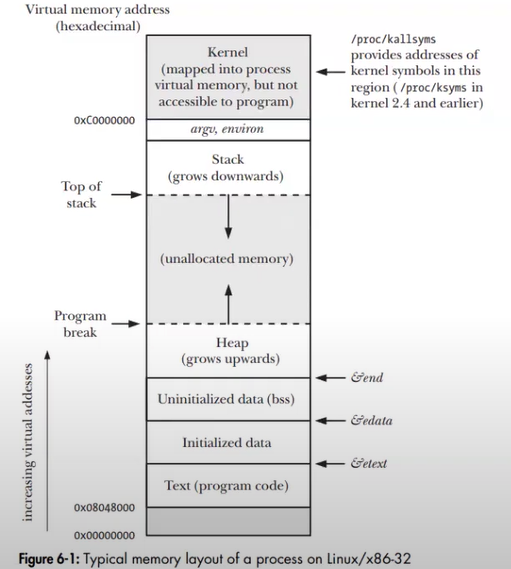 Virtual memory address
(hexadecimal)
/proc/kallsyms
provides addresses of
kernel symbols in this
region (/proc/ksyms in
kernel 2.4 and earlier)
Kernel
(mapped into process
virtual memory, but not
accessible to program)
0xC0000000
argv, environ
Stack
(grows downwards)
Top of
stack
(unallocated memory)
Program
break
Heap
(grows upwards)
&end
Uninitialized data (bss)
&edata
Initialized data
&etext
Text (program code)
0x08048000
0x00000000
increasing virtual addesses
Figure 6-1: Typical memory layout of a process on Linux/x86-32